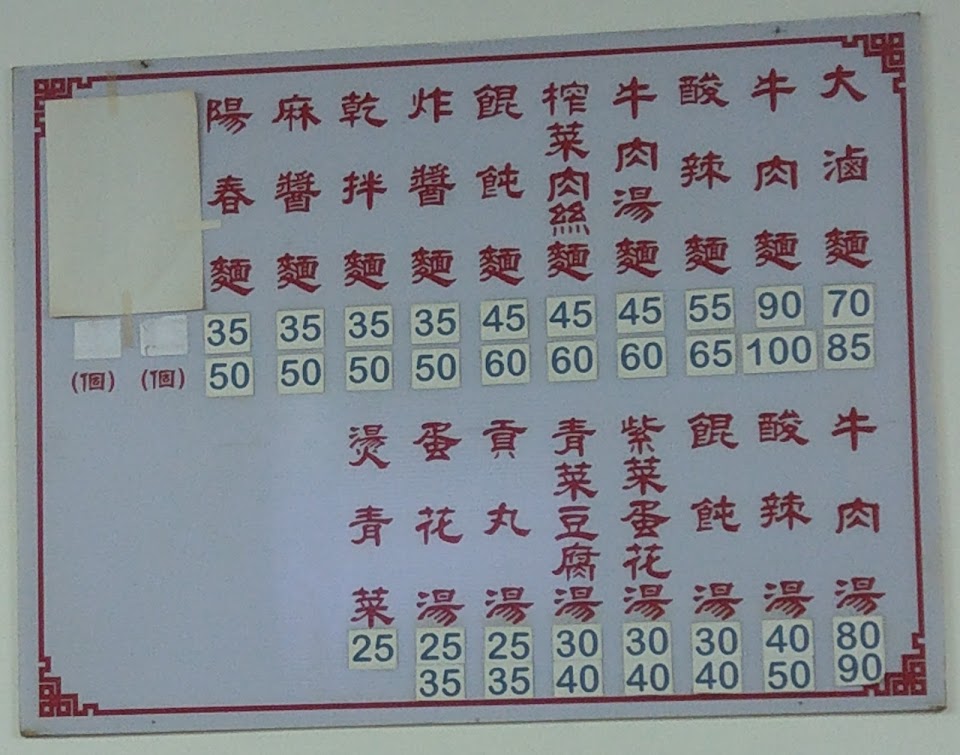 大滷麵 70 85
牛肉麵 90 100
酸辣麵 55 65
牛肉湯麵 45 60
榨菜肉絲麵 45 60
餛飩麵 45 60
炸醬麵 35 50
乾拌麵 35 50
麻醬麵 35 50
陽春麵 35 50
(個)
(個)
牛肉湯 80 90
酸辣湯 40 50
餛飩湯 30 40
紫菜蛋花湯 30 40
青菜豆腐湯 30 40
貢丸湯 25 35
蛋花湯 25 35
燙青菜 25